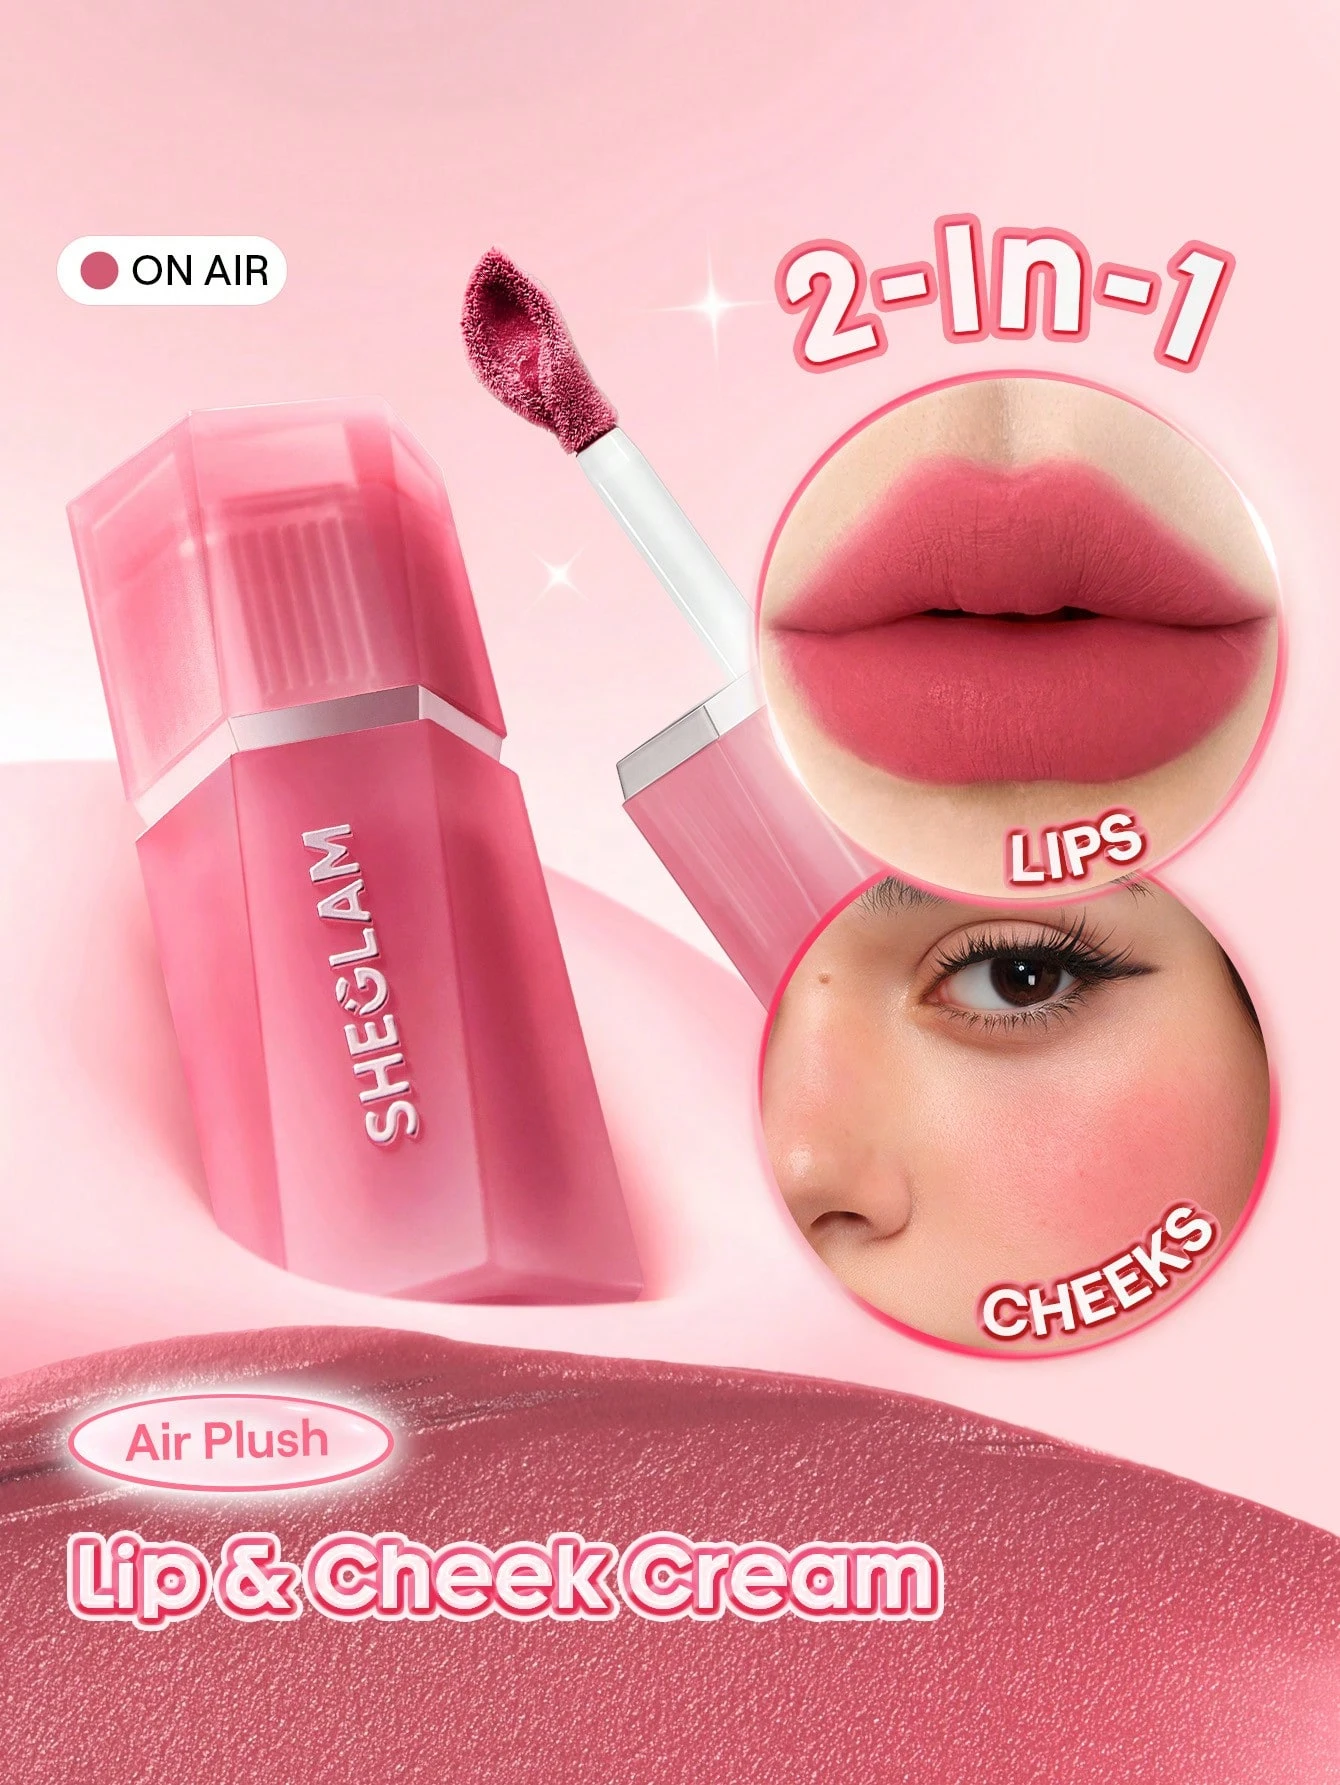 ON AIR
2-In-1
LIPS
SHEGLAM
CHEEKS
Air Plush
Lip & Cheek Cream